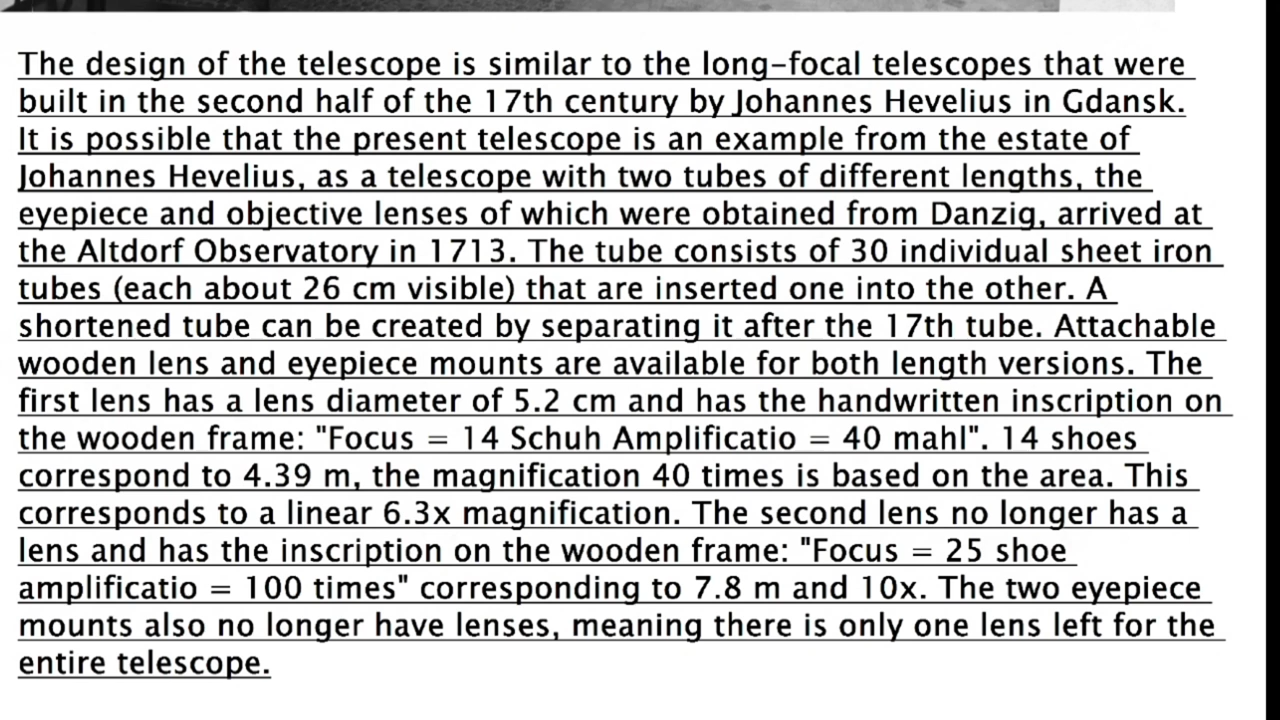 The design of the telescope is similar to the long-focal telescopes that were
built in the second half of the 17th century by Johannes Hevelius in Gdansk.
It is possible that the present telescope is an example from the estate of
Johannes Hevelius, as a telescope with two tubes of different lengths, the
eyepiece and objective lenses of which were obtained from Danzig, arrived at
the Altdorf Observatory in 1713. The tube consists of 30 individual sheet iron
tubes (each about 26 cm visible) that are inserted one into the other. A
shortened tube can be created by separating it after the 17th tube. Attachable
wooden lens and eyepiece mounts are available for both length versions. The
first lens has a lens diameter of 5.2 cm and has the handwritten inscription on
the wooden frame: "Focus = 14 Schuh Amplificatio = 40 mahl". 14 shoes
correspond to 4.39 m, the magnification 40 times is based on the area. This
corresponds to a linear 6.3x magnification. The second lens no longer has a
lens and has the inscription on the wooden frame: "Focus = 25 shoe
amplificatio = 100 times" corresponding to 7.8 m and 10x. The two eyepiece
mounts also no longer have lenses, meaning there is only one lens left for the
entire telescope.